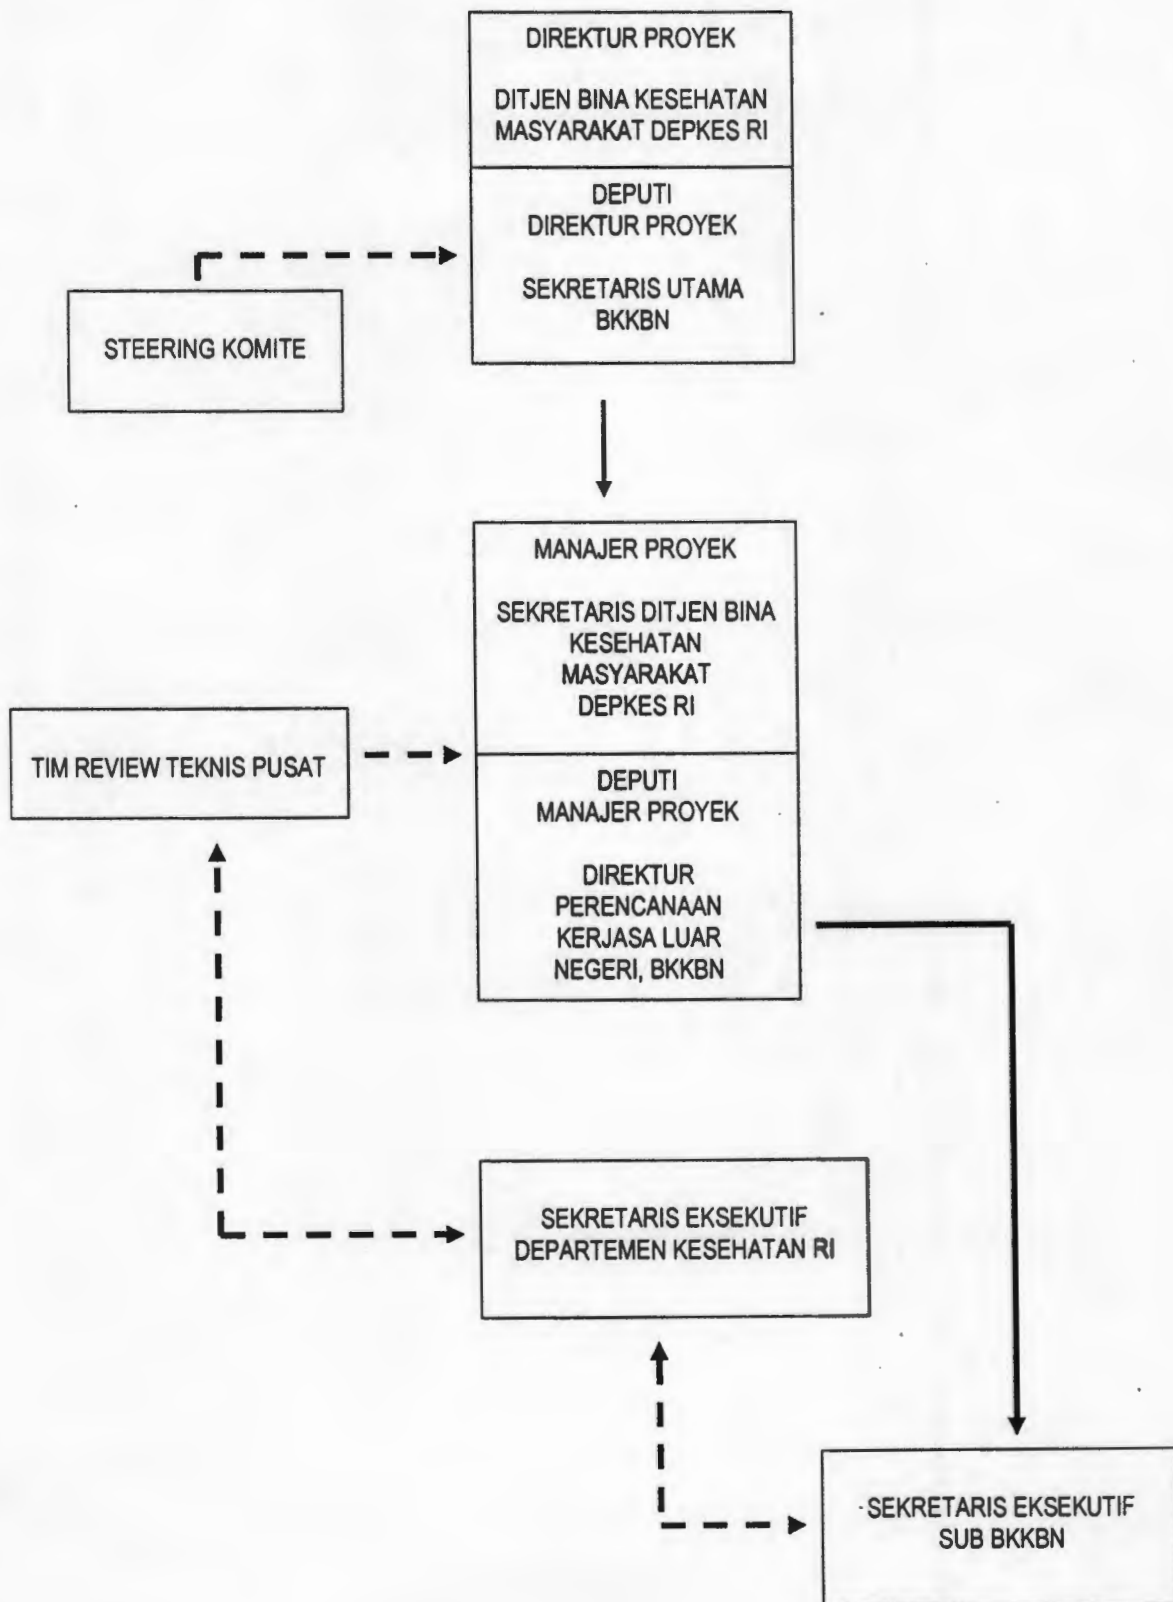 DIREKTUR PROYEK
DITJEN BINA KESEHATAN
MASYARAKAT DEPKES RI
DEPUTI
DIREKTUR PROYEK
SEKRETARIS UTAMA
BKKBN
STEERING KOMITE
MANAJER PROYEK
SEKRETARIS DITJEN BINA
KESEHATAN
MASYARAKAT
DEPKES RI
TIM REVIEW TEKNIS PUSAT
DEPUTI
MANAJER PROYEK
DIREKTUR
PERENCANAAN
KERJASA LUAR
NEGERI, BKKBN
SEKRETARIS EKSEKUTIF
DEPARTEMEN KESEHATAN RI
SEKRETARIS EKSEKUTIF
SUB BKKBN